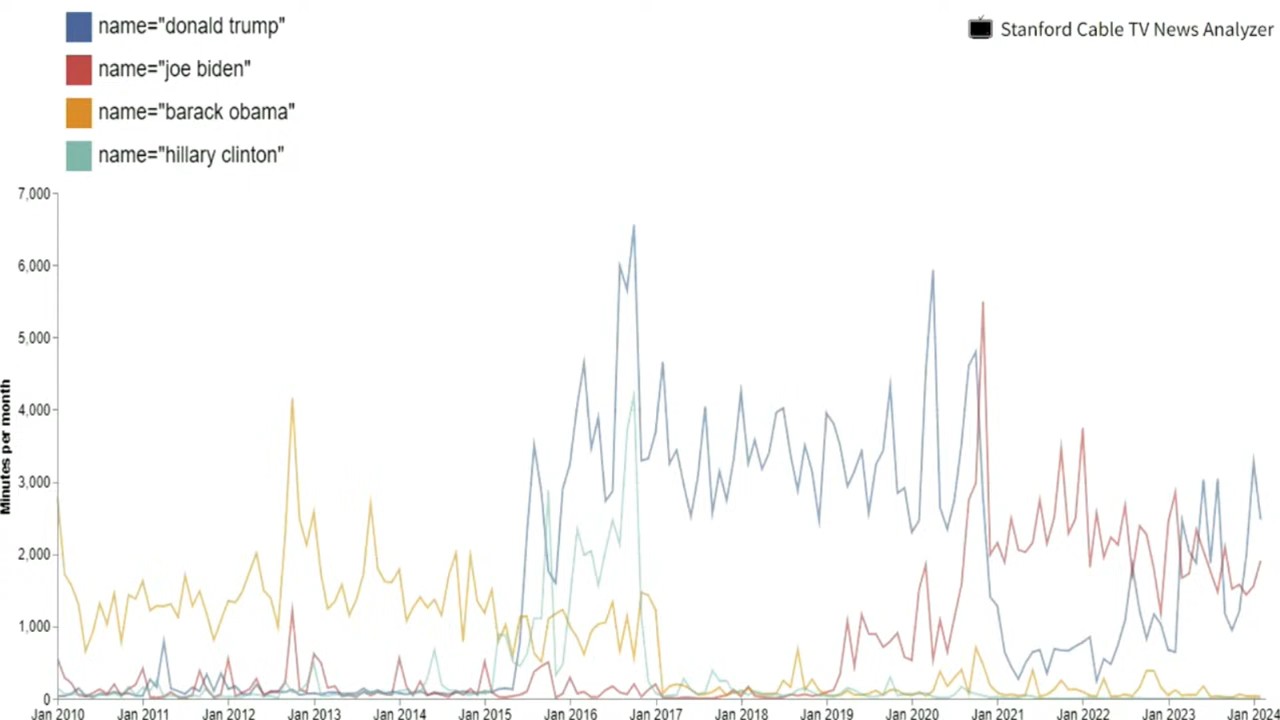 name="donald trump"
Stanford Cable TV News Analyzer
name="joe biden"
name="barack obama"
name="hillary clinton"
7,000
6,000
5,000
4,000
3,000
2,000
1,000
0
Minutes per month
Jan 2010
Jan 2011
Jan 2012
Jan 2013
Jan 2014
Jan 2015
Jan 2016
Jan 2017
Jan 2018
Jan 2019
Jan 2020
Jan 2021
Jan 2022
Jan 2023
Jan 2024